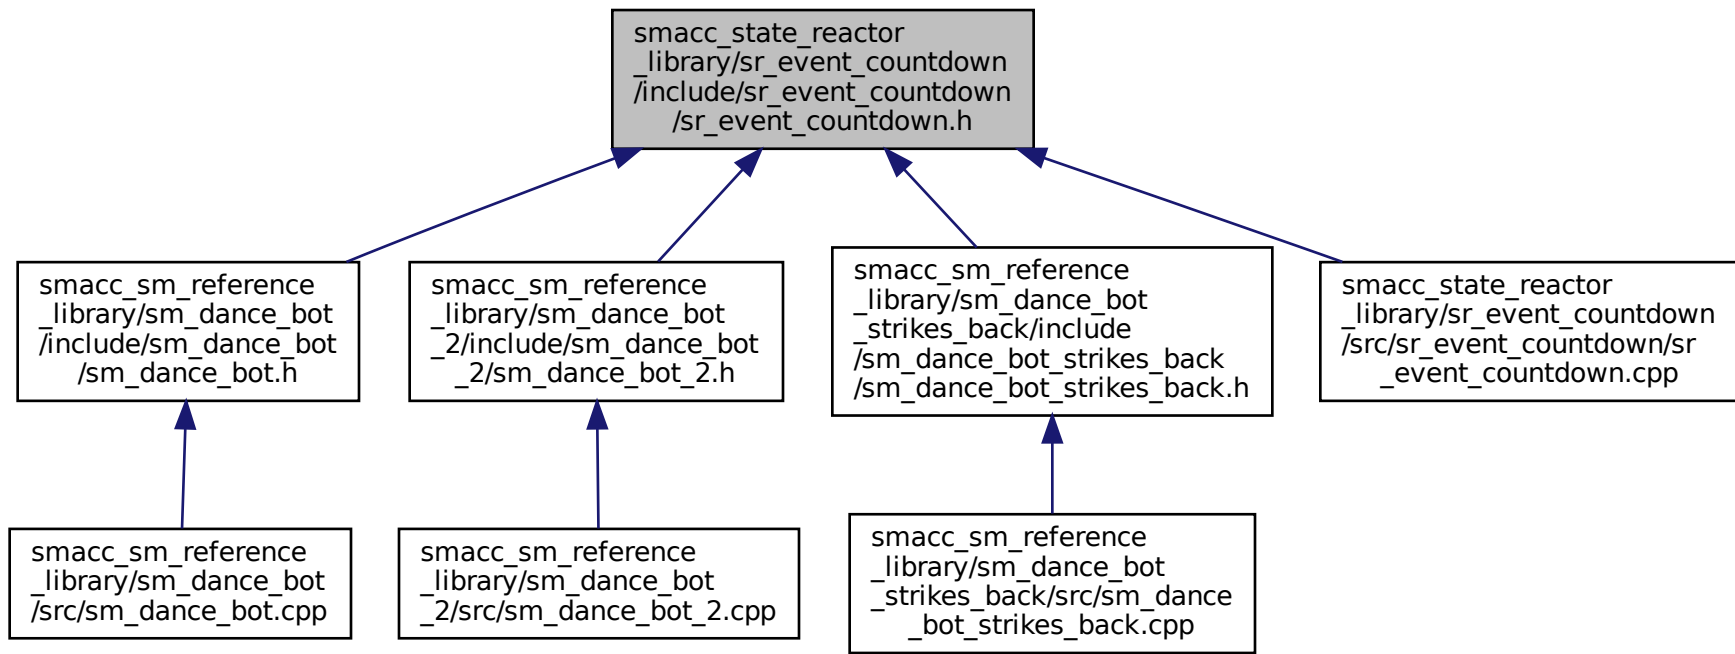 smacc_state_reactor
_library/sr_event_countdown
/include/sr_event_countdown
/sr_event_countdown.h
smacc_sm_reference
_library/sm_dance_bot
/include/sm_dance_bot
/sm_dance_bot.h
smacc_sm_reference
_library/sm_dance_bot
_2/include/sm_dance_bot
_2/sm_dance_bot_2.h
smacc_sm_reference
_library/sm_dance_bot
_strikes_back/include
/sm_dance_bot_strikes_back
/sm_dance_bot_strikes_back.h
smacc_state_reactor
_library/sr_event_countdown
/src/sr_event_countdown/sr
_event_countdown.cpp
smacc_sm_reference
_library/sm_dance_bot
/src/sm_dance_bot.cpp
smacc_sm_reference
_library/sm_dance_bot
_2/src/sm_dance_bot_2.cpp
smacc_sm_reference
_library/sm_dance_bot
_strikes_back/src/sm_dance
_bot_strikes_back.cpp